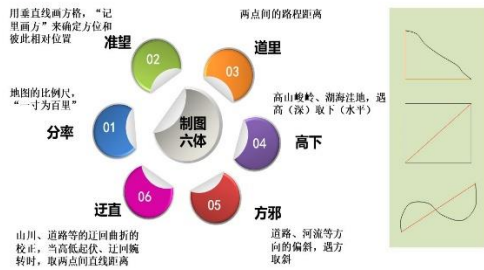 用垂直线画方格，“记
里画方”来确定方位和
彼此相对位置
准望
02
两点间的路程距离
道里
03
地图的比例尺，
“一寸为百里”
分率
01
制图
六体
高山峻岭、湖海洼地，遇
高（深）取下（水平）
高下
04
迂直
06
山川、道路等的迂回曲折的
校正，当高低起伏、迂回婉
转时，取两点间直线距离
05
方邪
道路、河流等方
向的偏斜，遇方
取斜